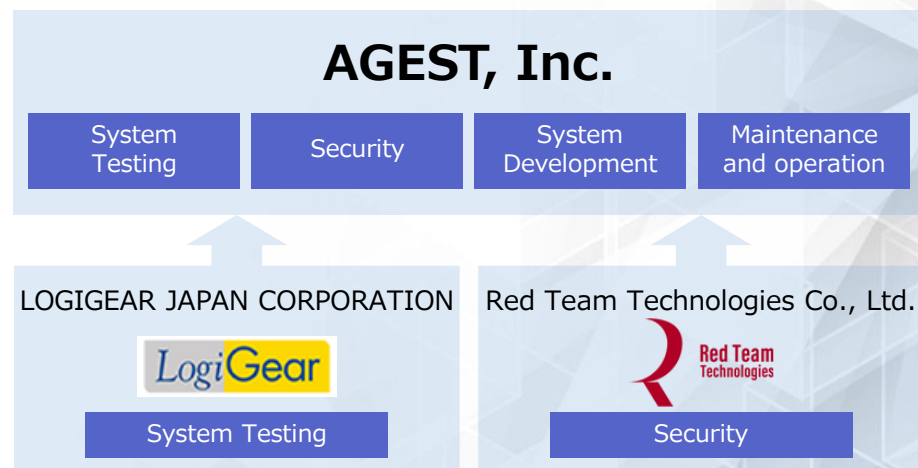 AGEST, Inc.
System
Testing
Security
System
Development
Maintenance
and operation
LOGIGEAR JAPAN CORPORATION
LogiGear
System Testing
Red Team Technologies Co., Ltd.
Red Team
Technologies
Security